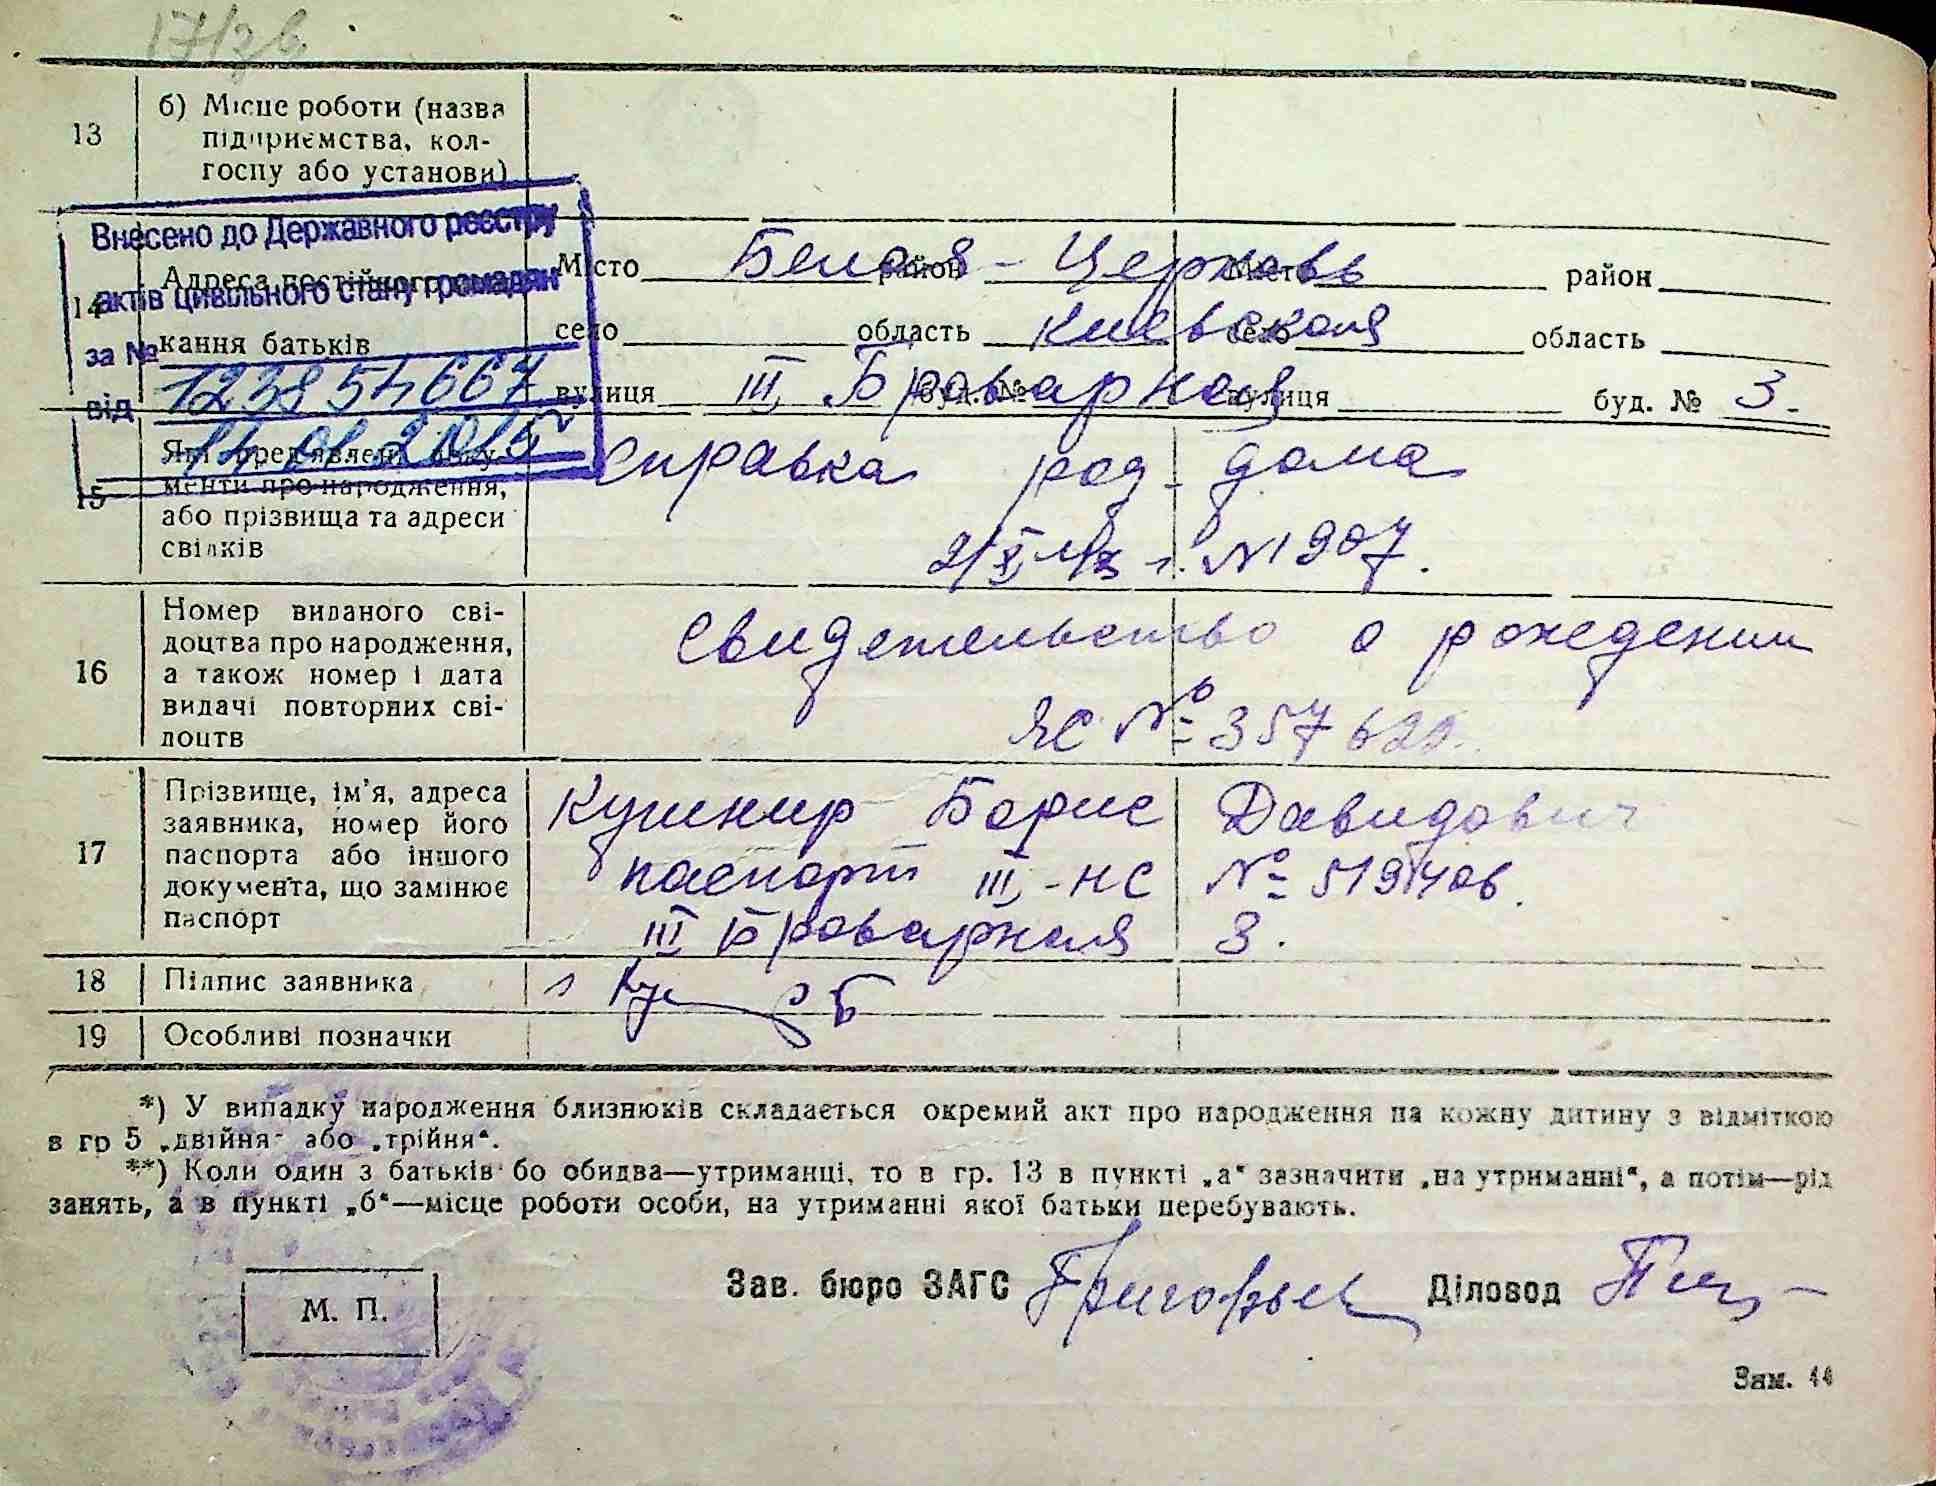 13
б) Місце роботи (назва
підприємства, кол-
госпу або установи)
Внесено до Державного реєстру
актів цивільного стану громадян
за №
123854667
від 14 01 2015
14
Адреса постійного
кання батьків
Місто Белая-Церковь район Місто район
село область Киевская село область
вулиця III Броварная буд. № вулиця буд. № 3.
15
Які пред'явлені доку-
менти про народження,
або прізвища та адреси
свідків
справка род-дома
№ 907.
16
Номер виданого сві-
доцтва про народження,
а також номер і дата
видачі повторних сві-
доцтв
Свидетельство о рождении
ЯС №
17
Прізвище, ім'я, адреса
заявника, номер його
паспорта або іншого
документа, що замінює
паспорт
Кушнир Борис Давидович
паспорт III-НС № 519406.
III Броварная 3.
18 Підпис заявника
19 Особливі позначки
*) У випадку народження близнюків складається окремий акт про народження на кожну дитину з відміткою
в гр 5 „двійня" або „трійня".
**) Коли один з батьків бо обидва—утриманці, то в гр. 13 в пункті „а" зазначити „на утриманні", а потім—рід
занять, а в пункті „б"—місце роботи особи, на утриманні якої батьки перебувають.
М. П.
Зав. бюро ЗАГС Діловод
Зам. 44